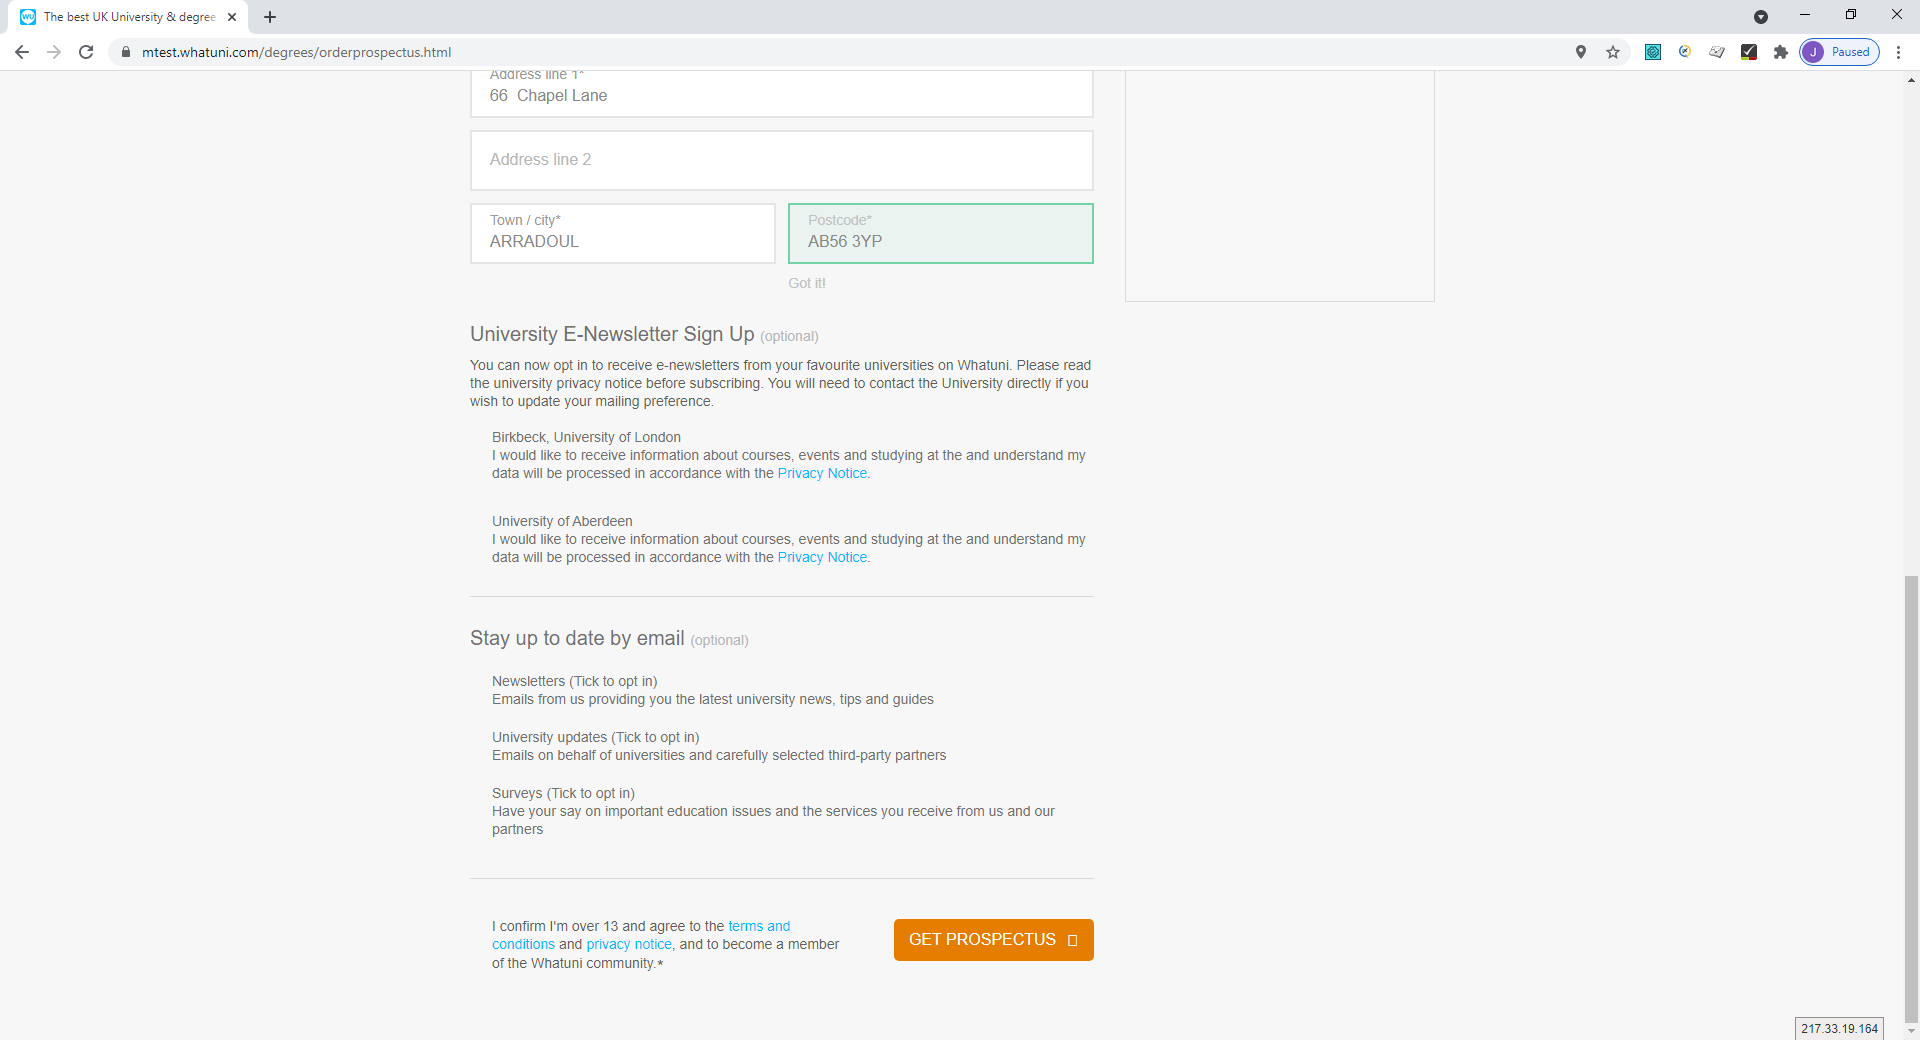 The best UK University & degree
mtest.whatuni.com/degrees/orderprospectus.html
J Paused
Address line 1*
66 Chapel Lane
Address line 2
Town / city*
ARRADOUL
Postcode*
AB56 3YP
Got it!
University E-Newsletter Sign Up (optional)
You can now opt in to receive e-newsletters from your favourite universities on Whatuni. Please read
the university privacy notice before subscribing. You will need to contact the University directly if you
wish to update your mailing preference.
Birkbeck, University of London
I would like to receive information about courses, events and studying at the and understand my
data will be processed in accordance with the Privacy Notice.
University of Aberdeen
I would like to receive information about courses, events and studying at the and understand my
data will be processed in accordance with the Privacy Notice.
Stay up to date by email (optional)
Newsletters (Tick to opt in)
Emails from us providing you the latest university news, tips and guides
University updates (Tick to opt in)
Emails on behalf of universities and carefully selected third-party partners
Surveys (Tick to opt in)
Have your say on important education issues and the services you receive from us and our
partners
I confirm I'm over 13 and agree to the terms and
conditions and privacy notice, and to become a member
of the Whatuni community.*
GET PROSPECTUS
217.33.19.164